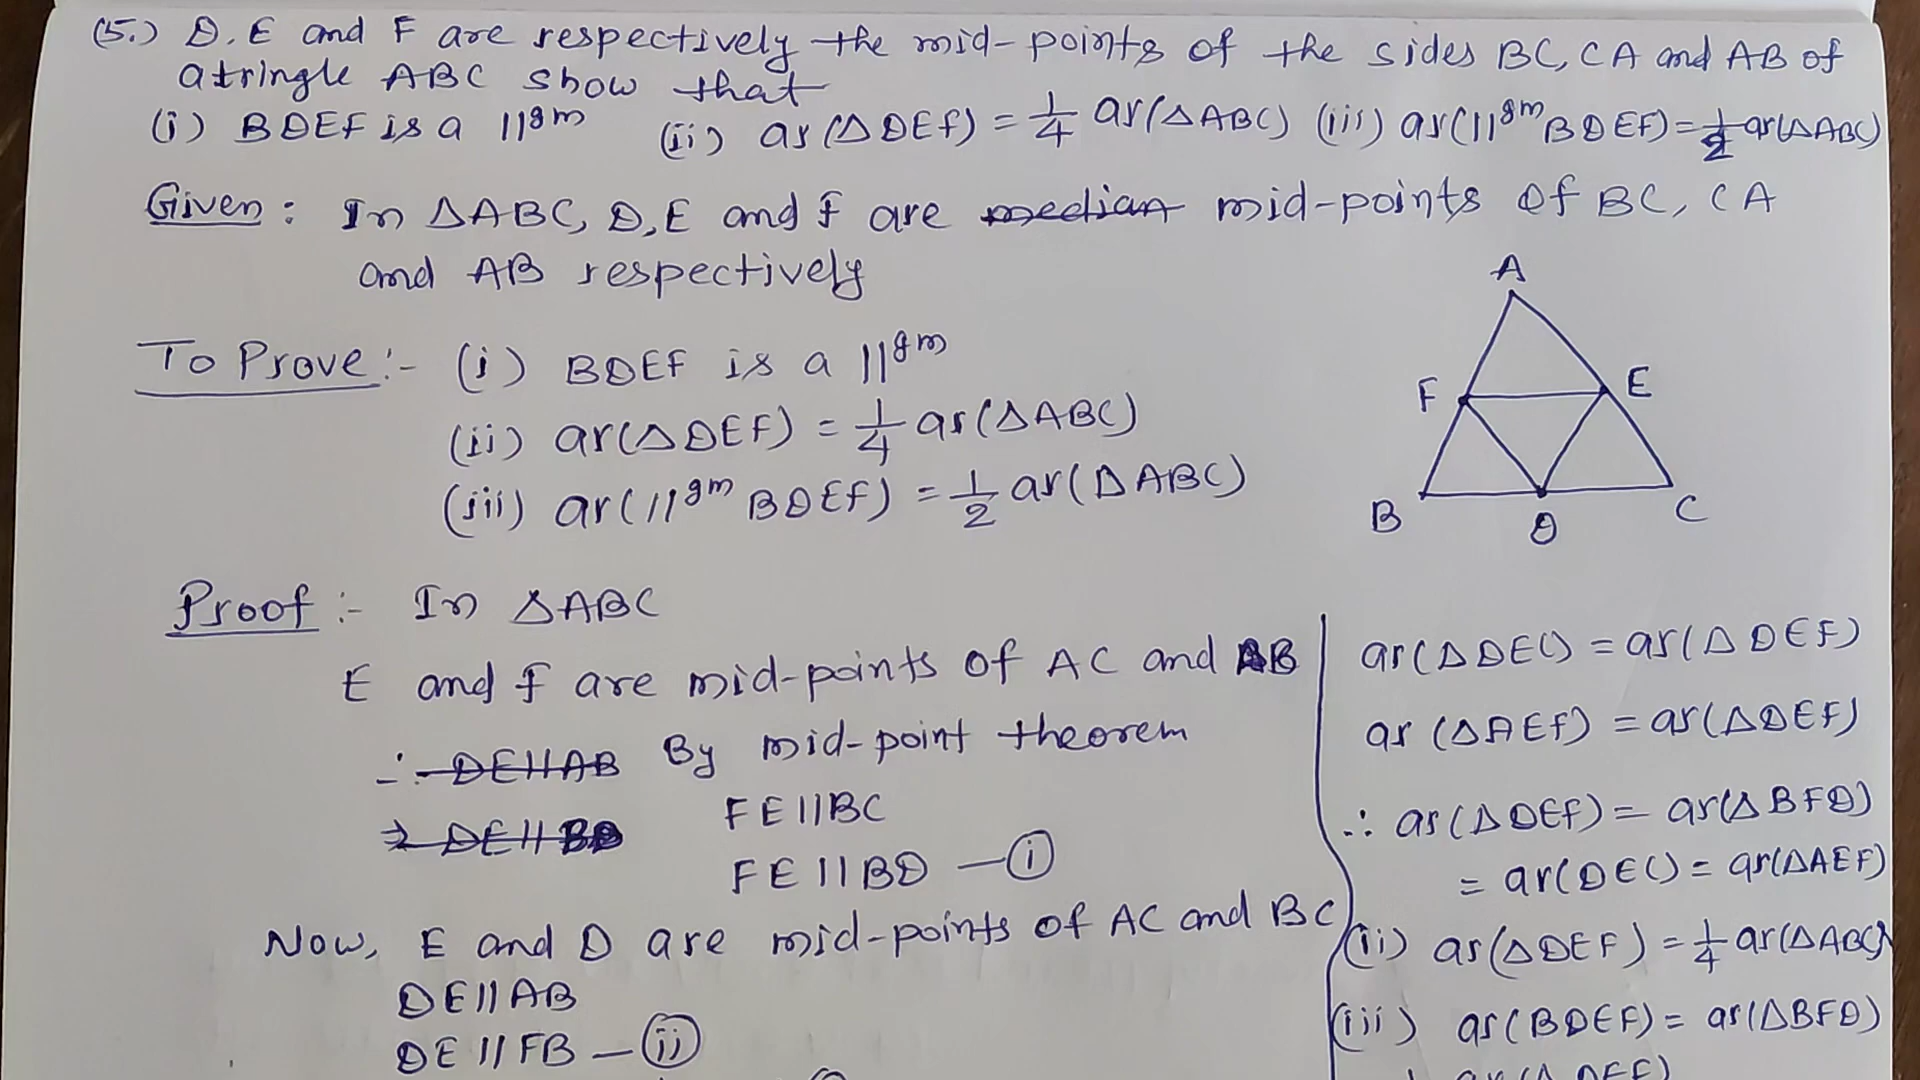 (5.) D, E and F are respectively the mid-points of the sides BC, CA and AB of
a tringle ABC show that
(i) BDEF is a ||gm (ii) ar(△DEF) = 1/4 ar(△ABC) (iii) ar(||gm BDEF) = 1/2 ar(△ABC)
Given : In △ABC, D, E and F are median mid-points of BC, CA
and AB respectively
A
F
E
B
D
C
To Prove :- (i) BDEF is a ||gm
(ii) ar(△DEF) = 1/4 ar(△ABC)
(iii) ar(||gm BDEF) = 1/2 ar(△ABC)
Proof :- In △ABC
E and F are mid-points of AC and AB
∴ DE||AB By mid-point theorem
FE||BC
FE||BD — (i)
Now, E and D are mid-points of AC and BC
DE||AB
DE||FB — (ii)
ar(△DEC) = ar(△DEF)
ar(△AEF) = ar(△DEF)
∴ ar(△DEF) = ar(△BFD)
= ar(DEC) = ar(△AEF)
(ii) ar(△DEF) = 1/4 ar(△ABC)
(iii) ar(BDEF) = ar(△BFD)